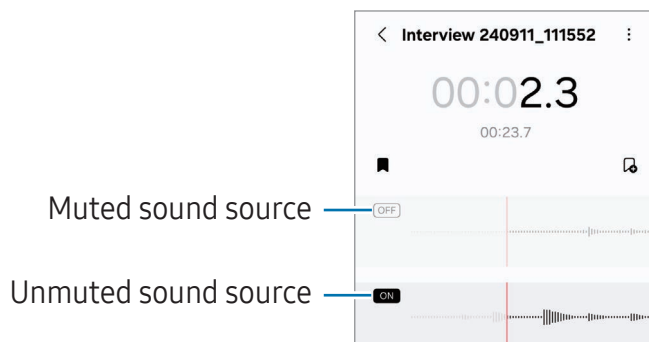 Interview 240911_111552
00:02.3
00:23.7
Muted sound source
OFF
Unmuted sound source
ON